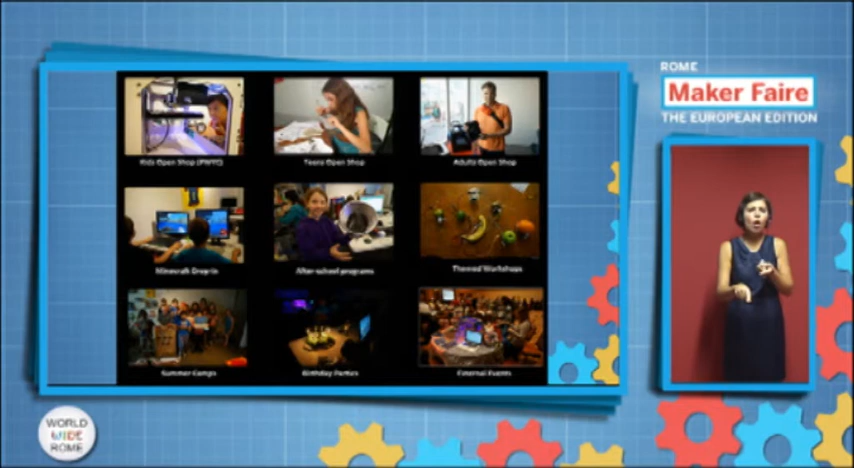 ROME
Maker Faire
THE EUROPEAN EDITION
Kids Open Shop (PWYC)
Teens Open Shop
Adults Open Shop
Minecraft Drop-in
After-school programs
Themed Workshops
Summer Camps
Birthday Parties
External Events
WORLD
WIDE
ROME